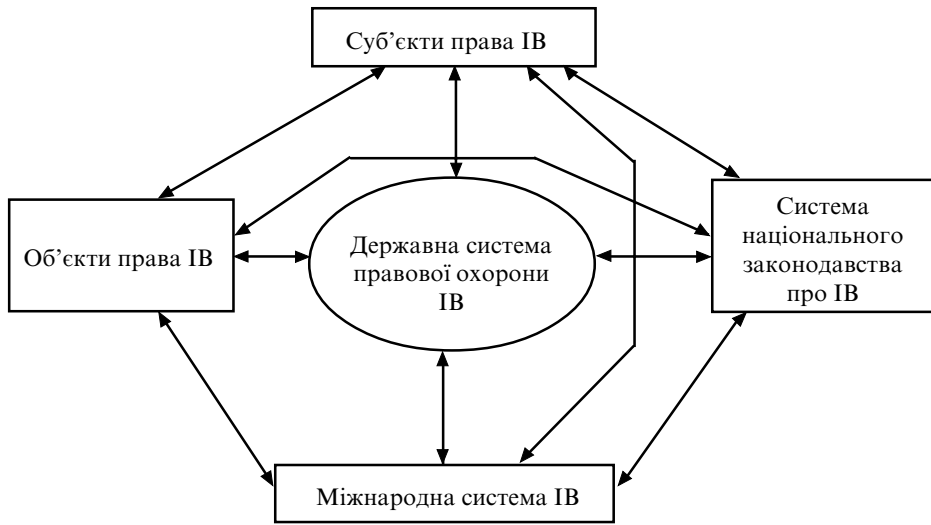 Суб’єкти права ІВ
Об’єкти права ІВ
Державна система
правової охорони
ІВ
Система
національного
законодавства
про ІВ
Міжнародна система ІВ